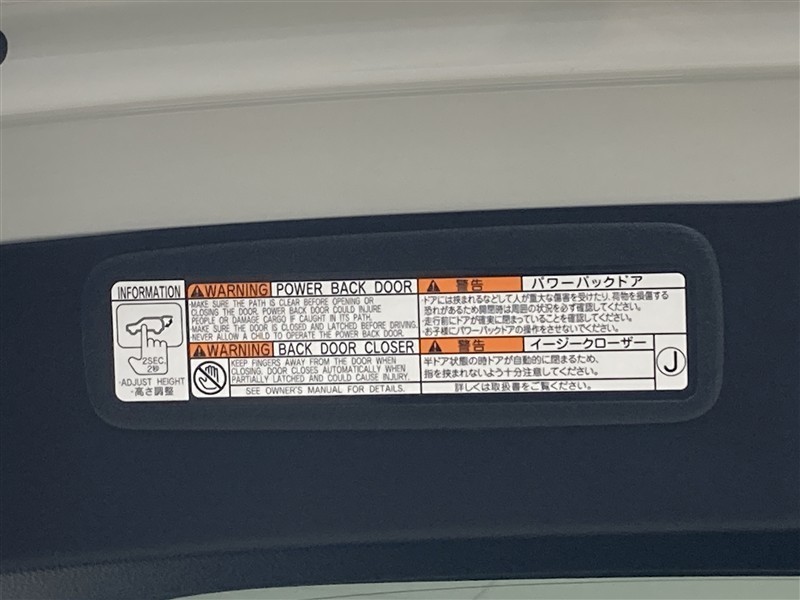 INFORMATION
2SEC.
2秒
·ADJUST HEIGHT
·高さ調整
WARNING POWER BACK DOOR
·MAKE SURE THE PATH IS CLEAR BEFORE OPENING OR
CLOSING THE DOOR. POWER BACK DOOR COULD INJURE
PEOPLE OR DAMAGE CARGO IF CAUGHT IN ITS PATH.
·MAKE SURE THE DOOR IS CLOSED AND LATCHED BEFORE DRIVING.
·NEVER ALLOW A CHILD TO OPERATE THE POWER BACK DOOR.
WARNING BACK DOOR CLOSER
KEEP FINGERS AWAY FROM THE DOOR WHEN
CLOSING. DOOR CLOSES AUTOMATICALLY WHEN
PARTIALLY LATCHED AND COULD CAUSE INJURY.
SEE OWNER'S MANUAL FOR DETAILS.
警告 パワーバックドア
·ドアには挟まれるなどして人が重大な傷害を受けたり、荷物を損傷する
恐れがあるため開閉時は周囲の状況を必ず確認してください。
·走行前にドアが確実に閉まっていることを確認してください。
·お子様にパワーバックドアの操作をさせないでください。
警告 イージークローザー
半ドア状態の時ドアが自動的に閉まるため、
指を挟まれないよう十分注意してください。
詳しくは取扱書をご覧ください。
J